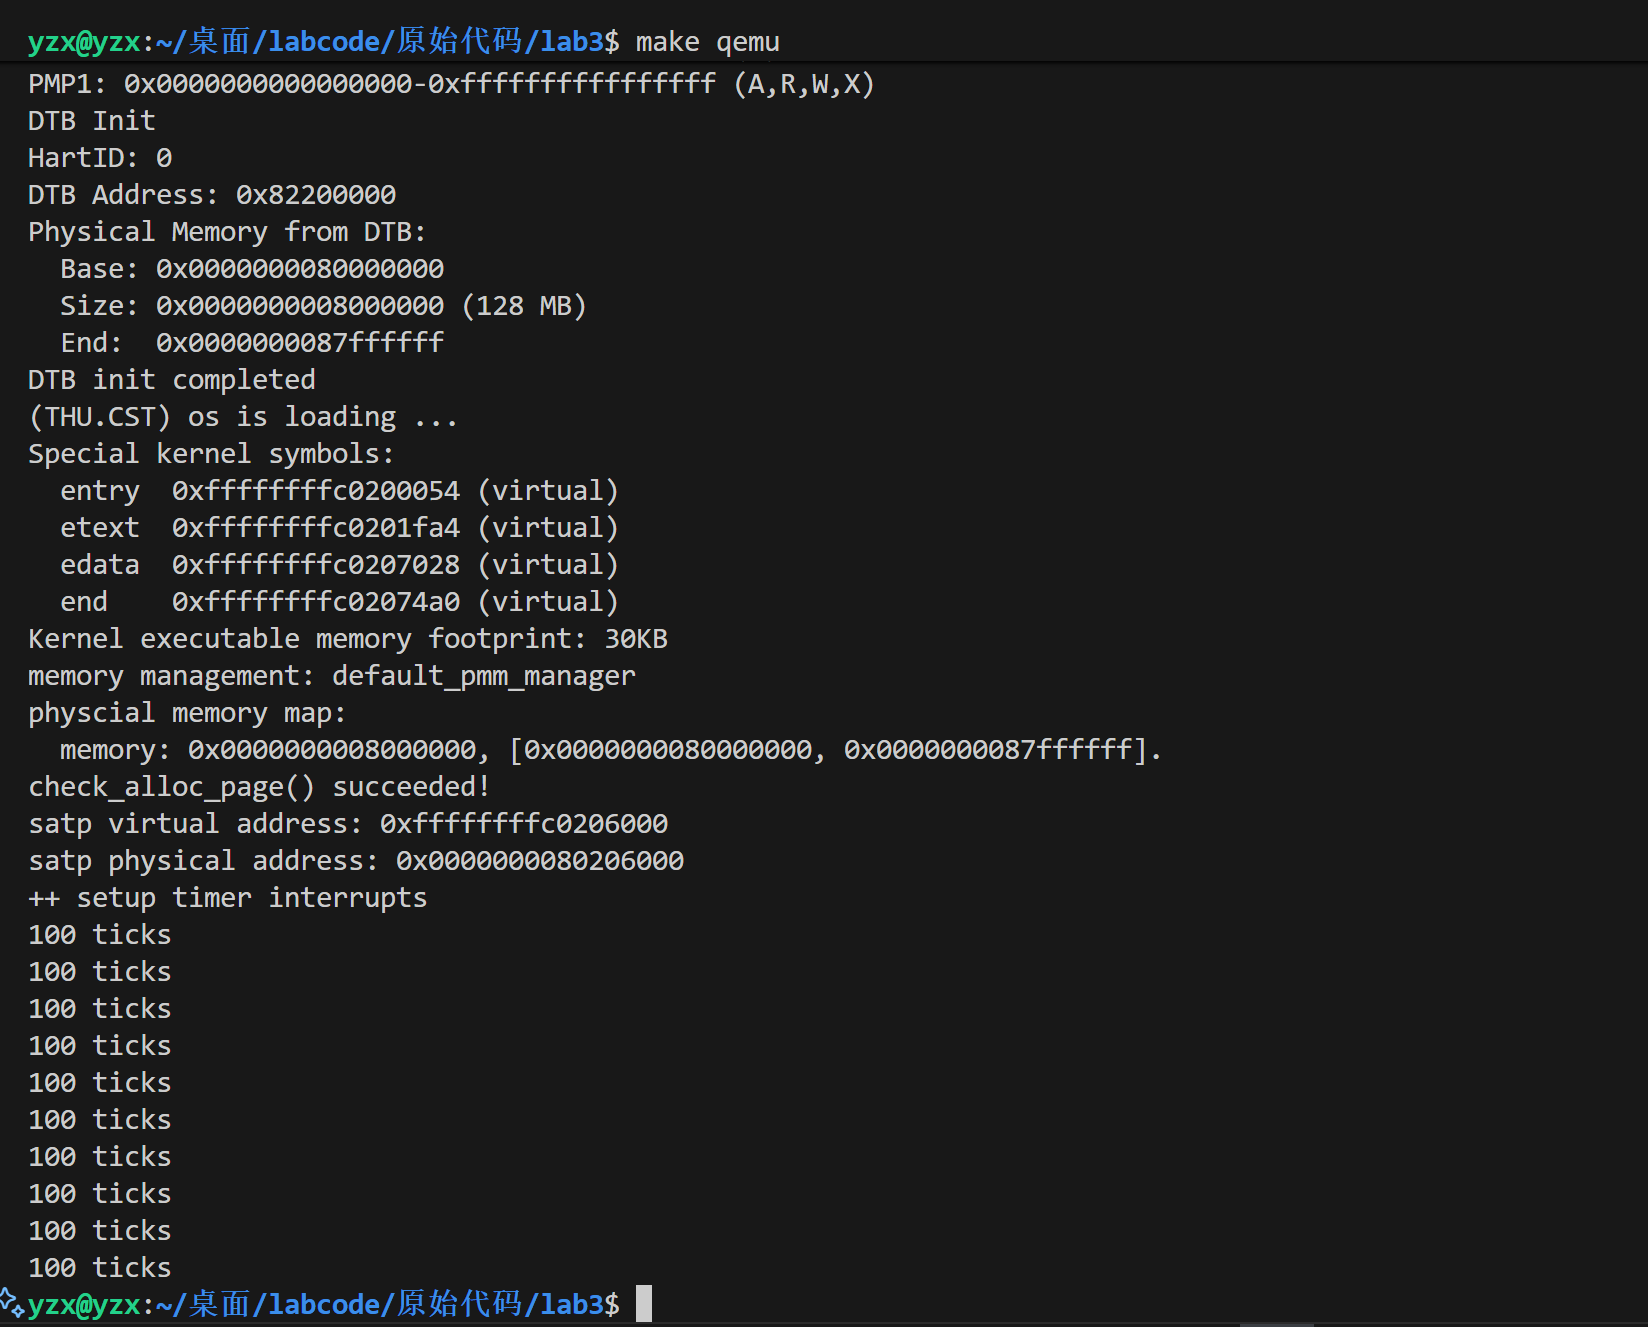 yzx@yzx:~/桌面/labcode/原始代码/lab3$ make qemu
PMP1: 0x0000000000000000-0xffffffffffffffff (A,R,W,X)
DTB Init
HartID: 0
DTB Address: 0x82200000
Physical Memory from DTB:
  Base: 0x0000000080000000
  Size: 0x0000000008000000 (128 MB)
  End:  0x0000000087ffffff
DTB init completed
(THU.CST) os is loading ...
Special kernel symbols:
  entry  0xffffffffc0200054 (virtual)
  etext  0xffffffffc0201fa4 (virtual)
  edata  0xffffffffc0207028 (virtual)
  end    0xffffffffc02074a0 (virtual)
Kernel executable memory footprint: 30KB
memory management: default_pmm_manager
physcial memory map:
  memory: 0x0000000008000000, [0x0000000080000000, 0x0000000087ffffff].
check_alloc_page() succeeded!
satp virtual address: 0xffffffffc0206000
satp physical address: 0x0000000080206000
++ setup timer interrupts
100 ticks
100 ticks
100 ticks
100 ticks
100 ticks
100 ticks
100 ticks
100 ticks
100 ticks
100 ticks
yzx@yzx:~/桌面/labcode/原始代码/lab3$